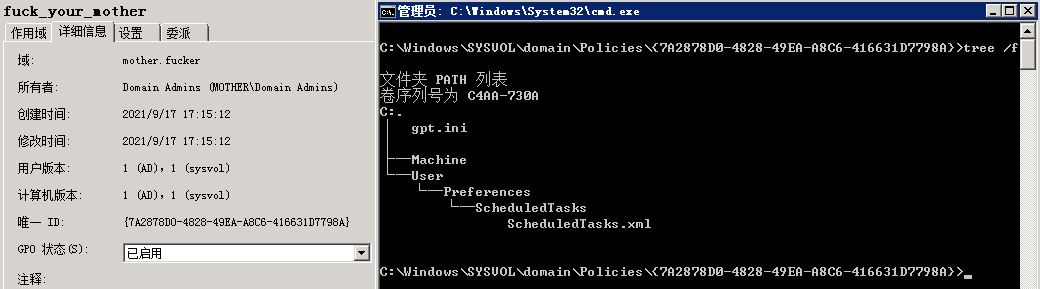 fuck_your_mother
作用域 详细信息 设置 委派
域: mother.fucker
所有者: Domain Admins (MOTHER\Domain Admins)
创建时间: 2021/9/17 17:15:12
修改时间: 2021/9/17 17:15:12
用户版本: 1 (AD), 1 (sysvol)
计算机版本: 1 (AD), 1 (sysvol)
唯一 ID: {7A2878D0-4828-49EA-A8C6-416631D7798A}
GPO 状态(S): 已启用
注释:
管理员: C:\Windows\System32\cmd.exe
C:\Windows\SYSVOL\domain\Policies\{7A2878D0-4828-49EA-A8C6-416631D7798A}>tree /f
文件夹 PATH 列表
卷序列号为 C4AA-730A
C:.
│  gpt.ini
│
├─Machine
└─User
└─Preferences
└─ScheduledTasks
ScheduledTasks.xml
C:\Windows\SYSVOL\domain\Policies\{7A2878D0-4828-49EA-A8C6-416631D7798A}>_